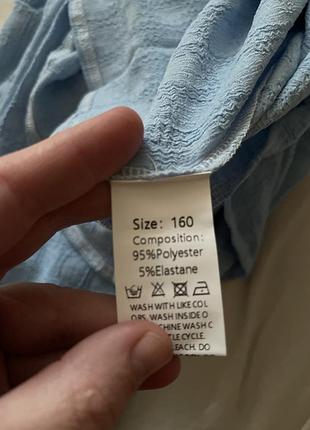 Size: 160
Composition:
95%Polyester
5%Elastane
WASH WITH LIKE COL
ORS, WASH INSIDE O
CHINE WASH C
TLE CYCLE.
LEACH. DO